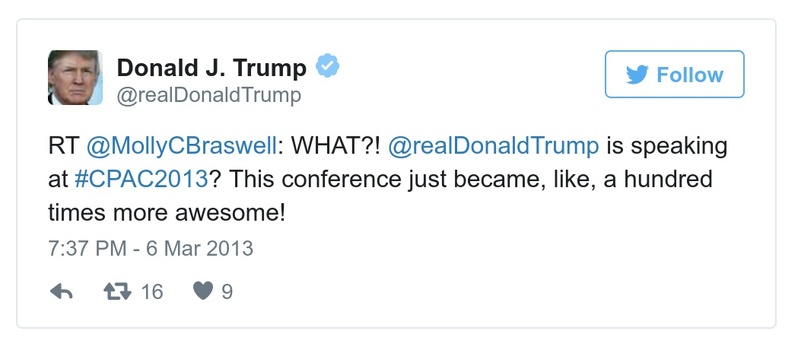 Donald J. Trump
@realDonaldTrump
Follow
RT @MollyCBraswell: WHAT?! @realDonaldTrump is speaking
at #CPAC2013? This conference just became, like, a hundred
times more awesome!
7:37 PM - 6 Mar 2013
16 9